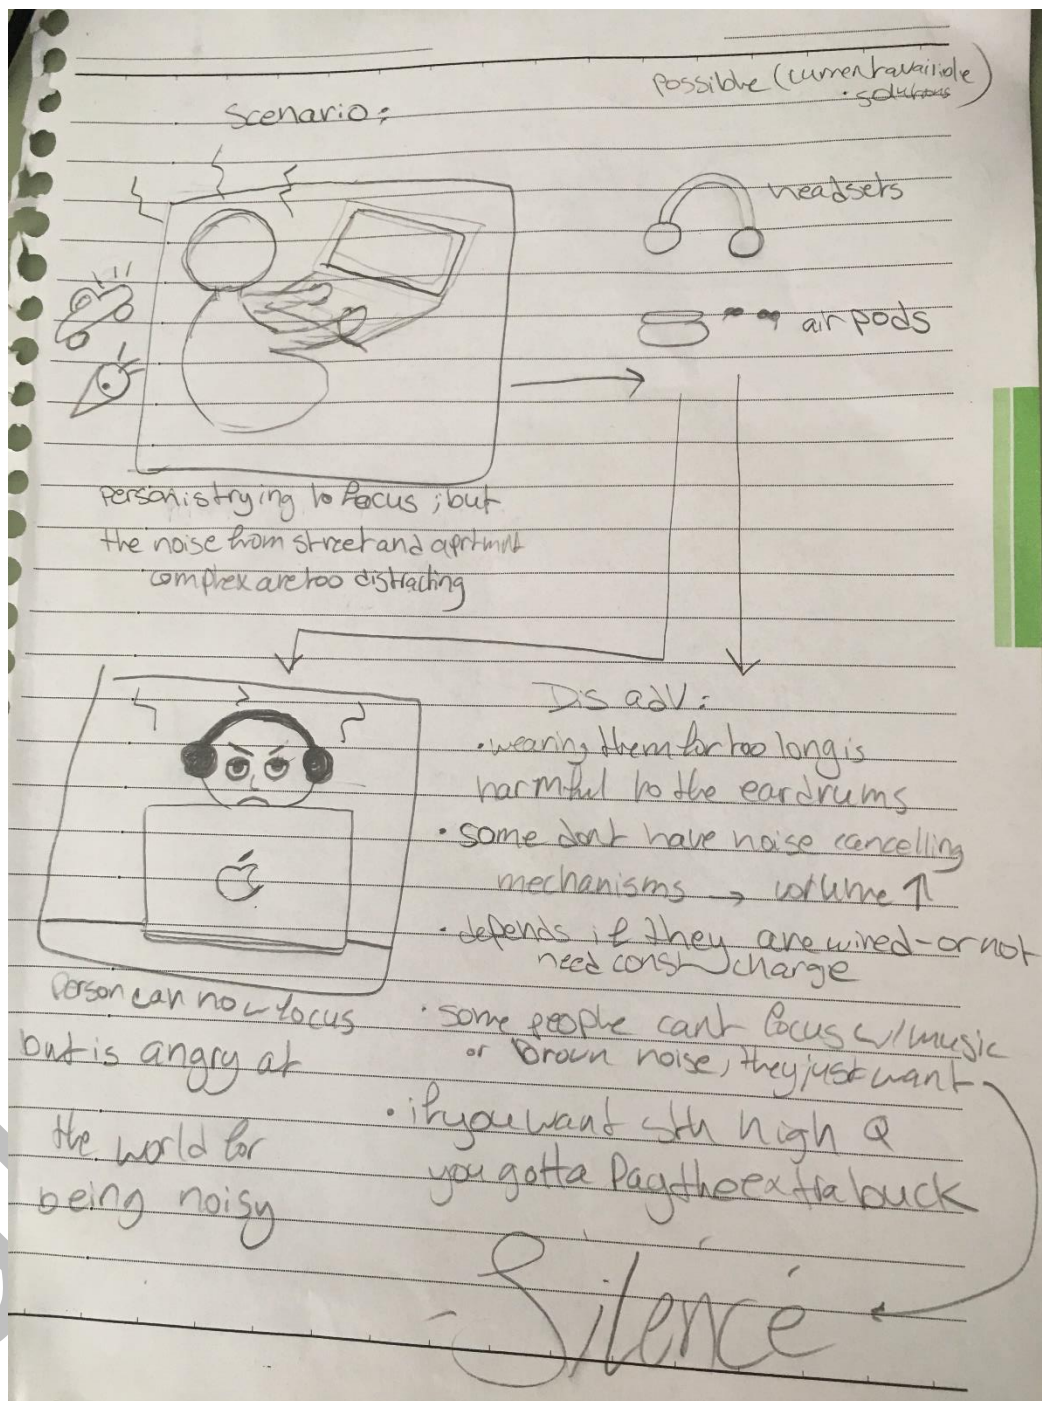 Possible (current available)
• solutions
Scenario:
headsets
air pods
Person is trying to focus ; but
the noise from street and aprtmnt
complex are too distracting
Dis adv:
• wearing them for too long is
harmful to the eardrums
• some dont have noise cancelling
mechanisms → volume ↑
• depends if they are wired - or not
need const charge
• some people cant focus w/ music
or Brown noise, they just want
• if you want sth high Q
you gotta Pay the extra buck
Silence
Person can now focus
but is angry at
the world for
being noisy